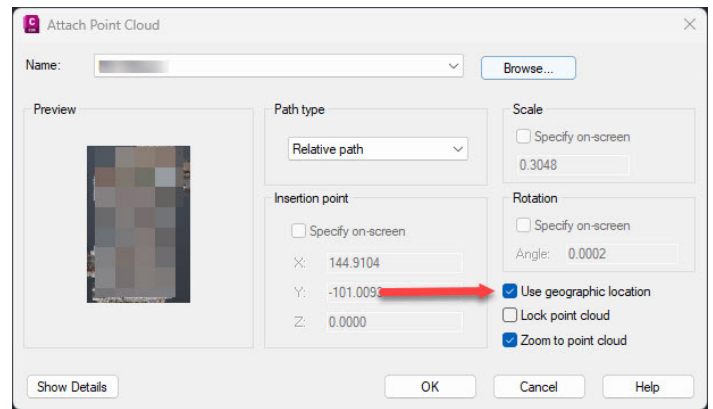 Attach Point Cloud
Name:
Browse...
Preview
Path type
Relative path
Insertion point
Specify on-screen
X: 144.9104
Y: -101.0093
Z: 0.0000
Scale
Specify on-screen
0.3048
Rotation
Specify on-screen
Angle: 0.0002
Use geographic location
Lock point cloud
Zoom to point cloud
Show Details
OK
Cancel
Help